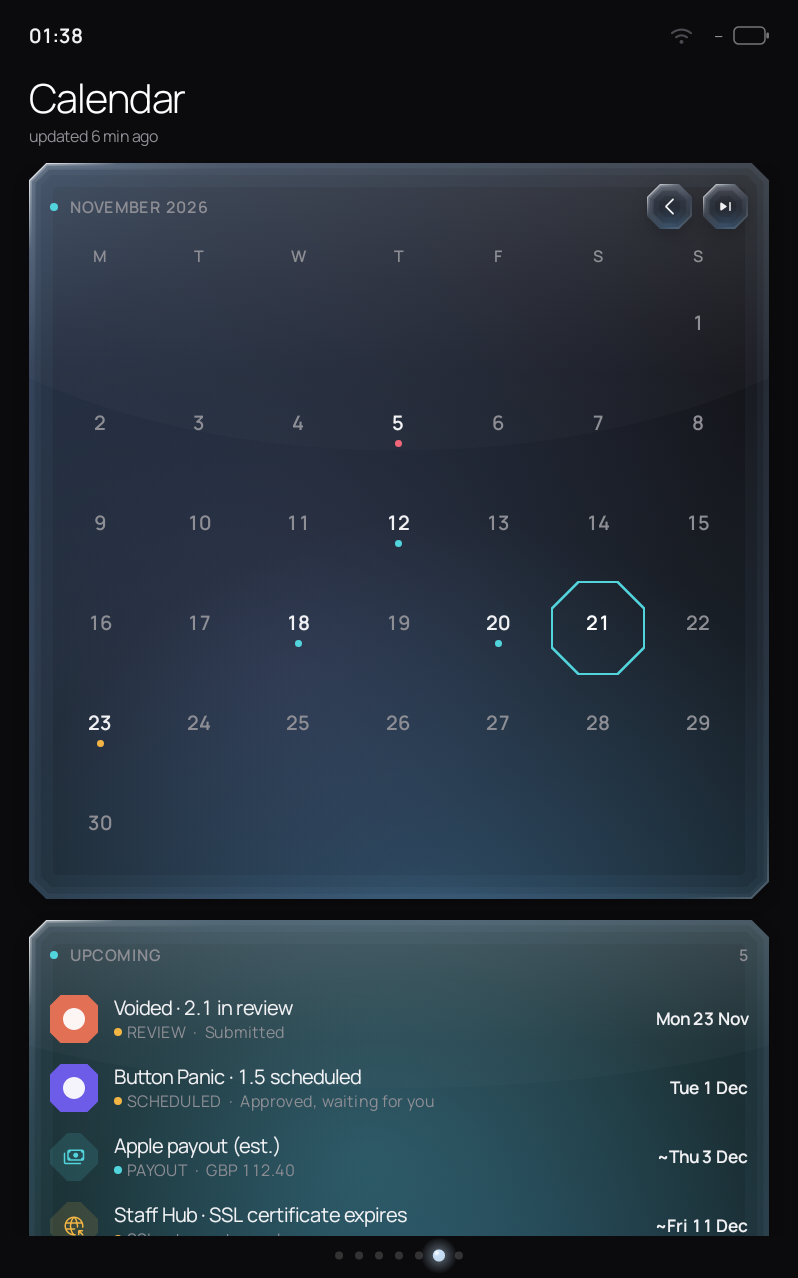 01:38
–
Calendar
updated 6 min ago
NOVEMBER 2026
M T W T F S S
1
2 3 4 5 6 7 8
9 10 11 12 13 14 15
16 17 18 19 20 21 22
23 24 25 26 27 28 29
30
UPCOMING 5
Voided · 2.1 in review
REVIEW · Submitted
Mon 23 Nov
Button Panic · 1.5 scheduled
SCHEDULED · Approved, waiting for you
Tue 1 Dec
Apple payout (est.)
PAYOUT · GBP 112.40
~Thu 3 Dec
Staff Hub · SSL certificate expires
~Fri 11 Dec